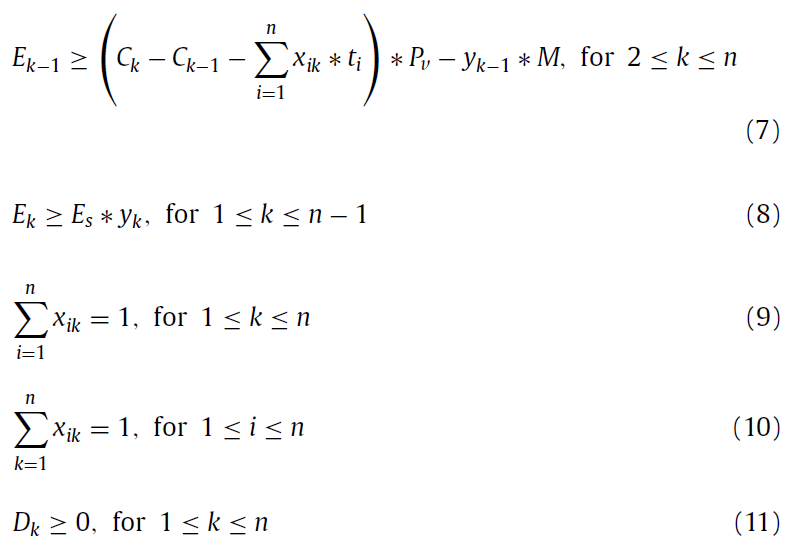 E_{k−1} ≥ (C_k − C_{k−1} − ∑_{i=1}^{n} x_{ik} ∗ t_i) ∗ P_v − y_{k−1} ∗ M, for 2 ≤ k ≤ n
(7)
E_k ≥ E_s ∗ y_k, for 1 ≤ k ≤ n − 1 (8)
∑_{i=1}^{n} x_{ik} = 1, for 1 ≤ k ≤ n (9)
∑_{k=1}^{n} x_{ik} = 1, for 1 ≤ i ≤ n (10)
D_k ≥ 0, for 1 ≤ k ≤ n (11)